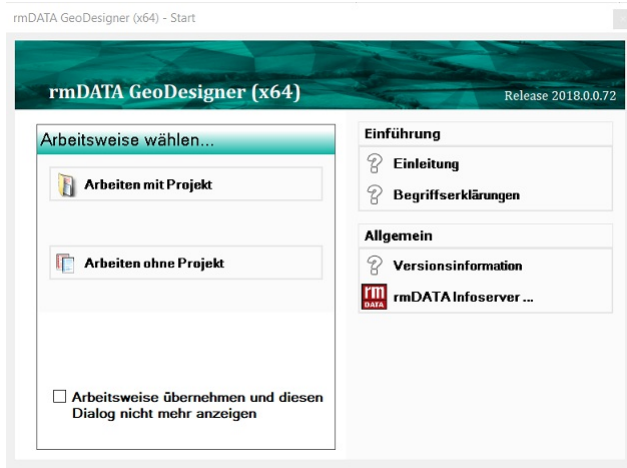 rmDATA GeoDesigner (x64) - Start
rmDATA GeoDesigner (x64)
Release 2018.0.0.72
Arbeitsweise wählen...
Arbeiten mit Projekt
Arbeiten ohne Projekt
Arbeitsweise übernehmen und diesen
Dialog nicht mehr anzeigen
Einführung
Einleitung
Begriffserklärungen
Allgemein
Versionsinformation
rm
DATA
rmDATA Infoserver ...